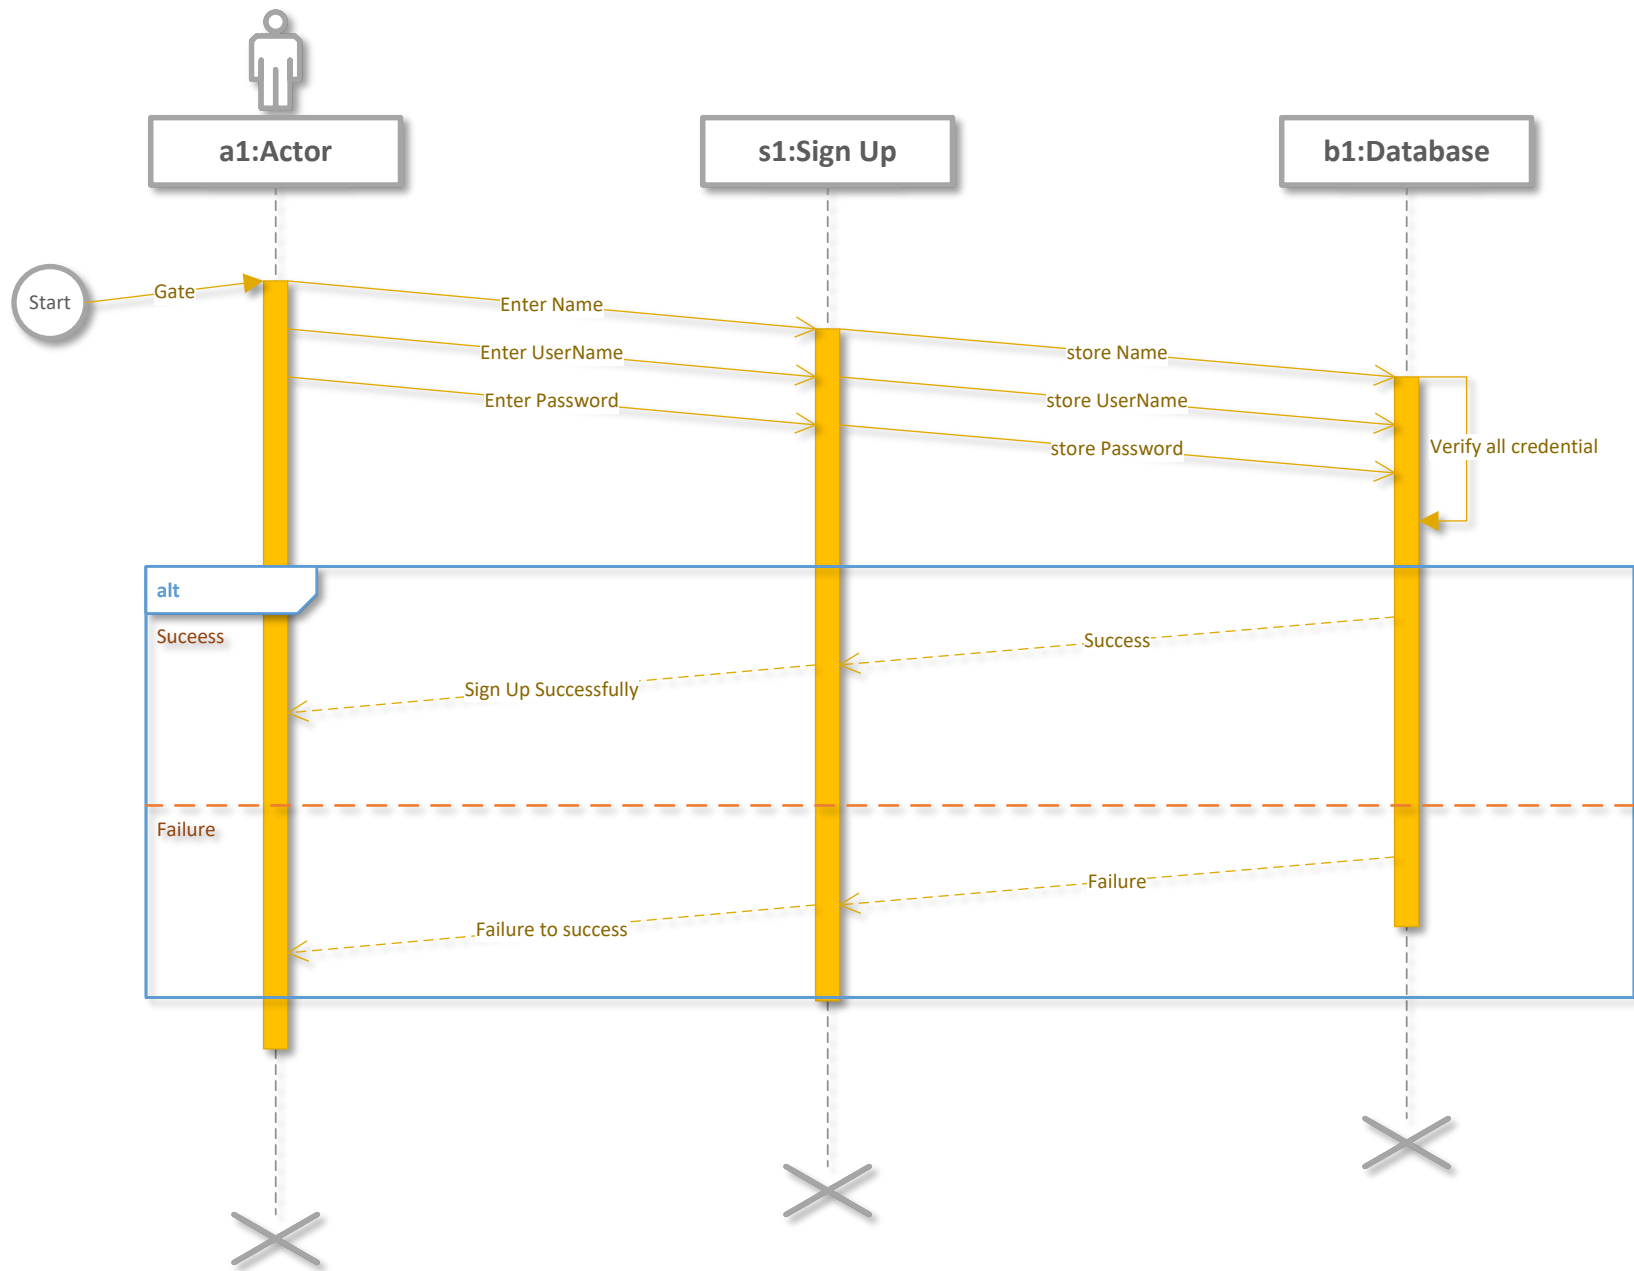 a1:Actor
s1:Sign Up
b1:Database
Start
Gate
Enter Name
Enter UserName
store Name
Enter Password
store UserName
store Password
Verify all credential
alt
Suceess
Success
Sign Up Successfully
Failure
Failure
Failure to success